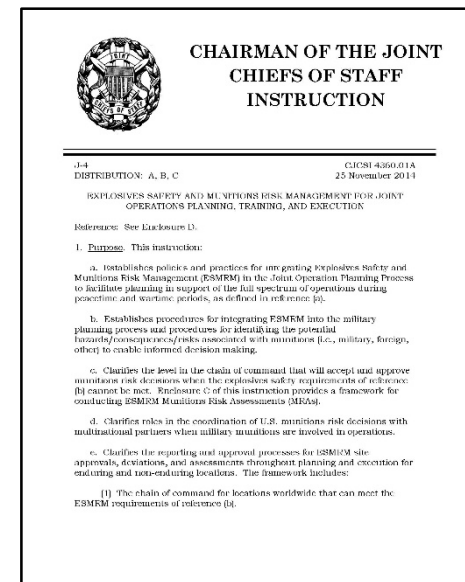 CHAIRMAN OF THE JOINT
CHIEFS OF STAFF
INSTRUCTION
JOINT
CHIEFS OF STAFF
J-4
CJCSI 4360.01A
DISTRIBUTION: A, B, C
25 November 2014
EXPLOSIVES SAFETY AND MUNITIONS RISK MANAGEMENT FOR JOINT
OPERATIONS PLANNING, TRAINING, AND EXECUTION
Reference: See Enclosure D.
1. Purpose. This instruction:
a. Establishes policies and practices for integrating Explosives Safety and
Munitions Risk Management (ESMRM) in the Joint Operation Planning Process
to facilitate planning in support of the full spectrum of operations during
peacetime and wartime periods, as defined in reference (a).
b. Establishes procedures for integrating ESMRM into the military
planning process and procedures for identifying the potential
hazards/consequences/risks associated with munitions (i.e., military, foreign,
other) to enable informed decision making.
c. Clarifies the level in the chain of command that will accept and approve
munitions risk decisions when the explosives safety requirements of reference
(b) cannot be met. Enclosure C of this instruction provides a framework for
conducting ESMRM Munitions Risk Assessments (MRAs).
d. Clarifies roles in the coordination of U.S. munitions risk decisions with
multinational partners when military munitions are involved in operations.
e. Clarifies the reporting and approval processes for ESMRM site
approvals, deviations, and assessments throughout planning and execution for
enduring and non-enduring locations. The framework includes:
(1) The chain of command for locations worldwide that can meet the
ESMRM requirements of reference (b).